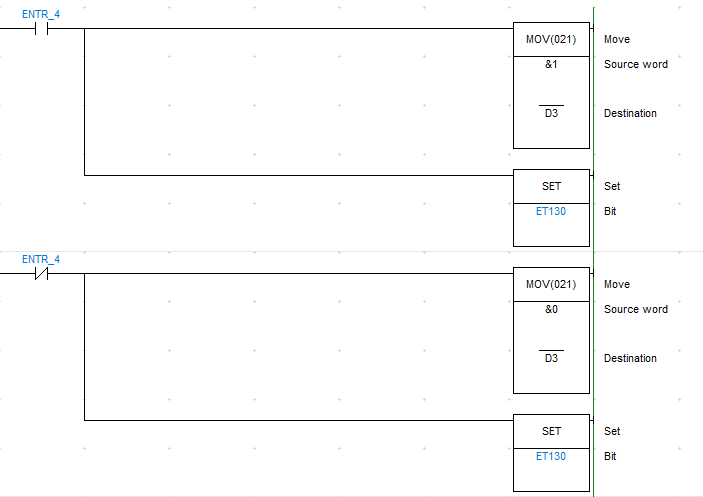 ENTR_4
MOV(021) Move
&1 Source word
D3 Destination
SET Set
ET130 Bit
ENTR_4
MOV(021) Move
&0 Source word
D3 Destination
SET Set
ET130 Bit